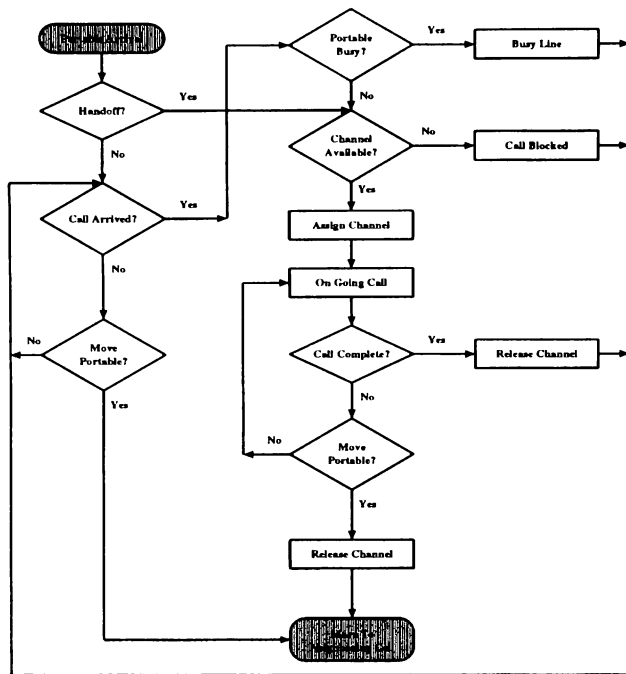 Portable
Busy?
Yes
Busy Line
Handoff?
Yes
No
Channel
Available?
No
Call Blocked
No
Yes
Call Arrived?
Yes
Assign Channel
No
On Going Call
No
Move
Portable?
Call Complete?
Yes
Release Channel
Yes
No
No
Move
Portable?
Yes
Release Channel